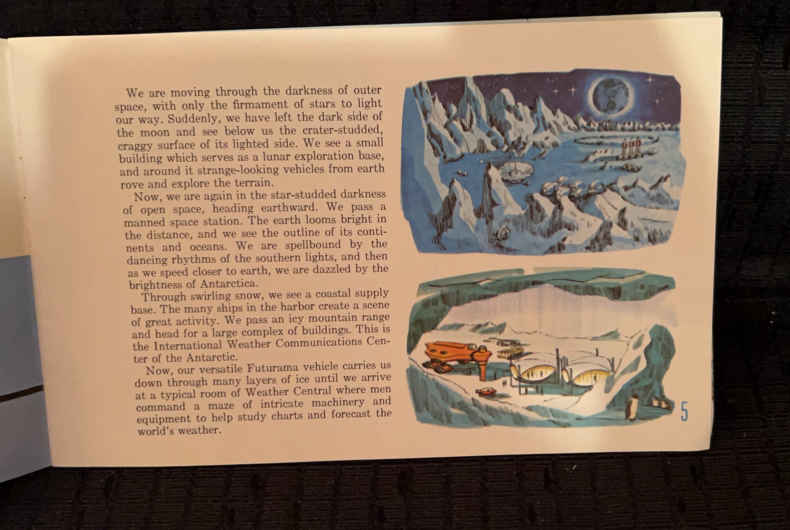 We are moving through the darkness of outer
space, with only the firmament of stars to light
our way. Suddenly, we have left the dark side of
the moon and see below us the crater-studded,
craggy surface of its lighted side. We see a small
building which serves as a lunar exploration base,
and around it strange-looking vehicles from earth
rove and explore the terrain.
Now, we are again in the star-studded darkness
of open space, heading earthward. We pass a
manned space station. The earth looms bright in
the distance, and we see the outline of its conti-
nents and oceans. We are spellbound by the
dancing rhythms of the southern lights, and then
as we speed closer to earth, we are dazzled by the
brightness of Antarctica.
Through swirling snow, we see a coastal supply
base. The many ships in the harbor create a scene
of great activity. We pass an icy mountain range
and head for a large complex of buildings. This is
the International Weather Communications Cen-
ter of the Antarctic.
Now, our versatile Futurama vehicle carries us
down through many layers of ice until we arrive
at a typical room of Weather Central where men
command a maze of intricate machinery and
equipment to help study charts and forecast the
world's weather.
5